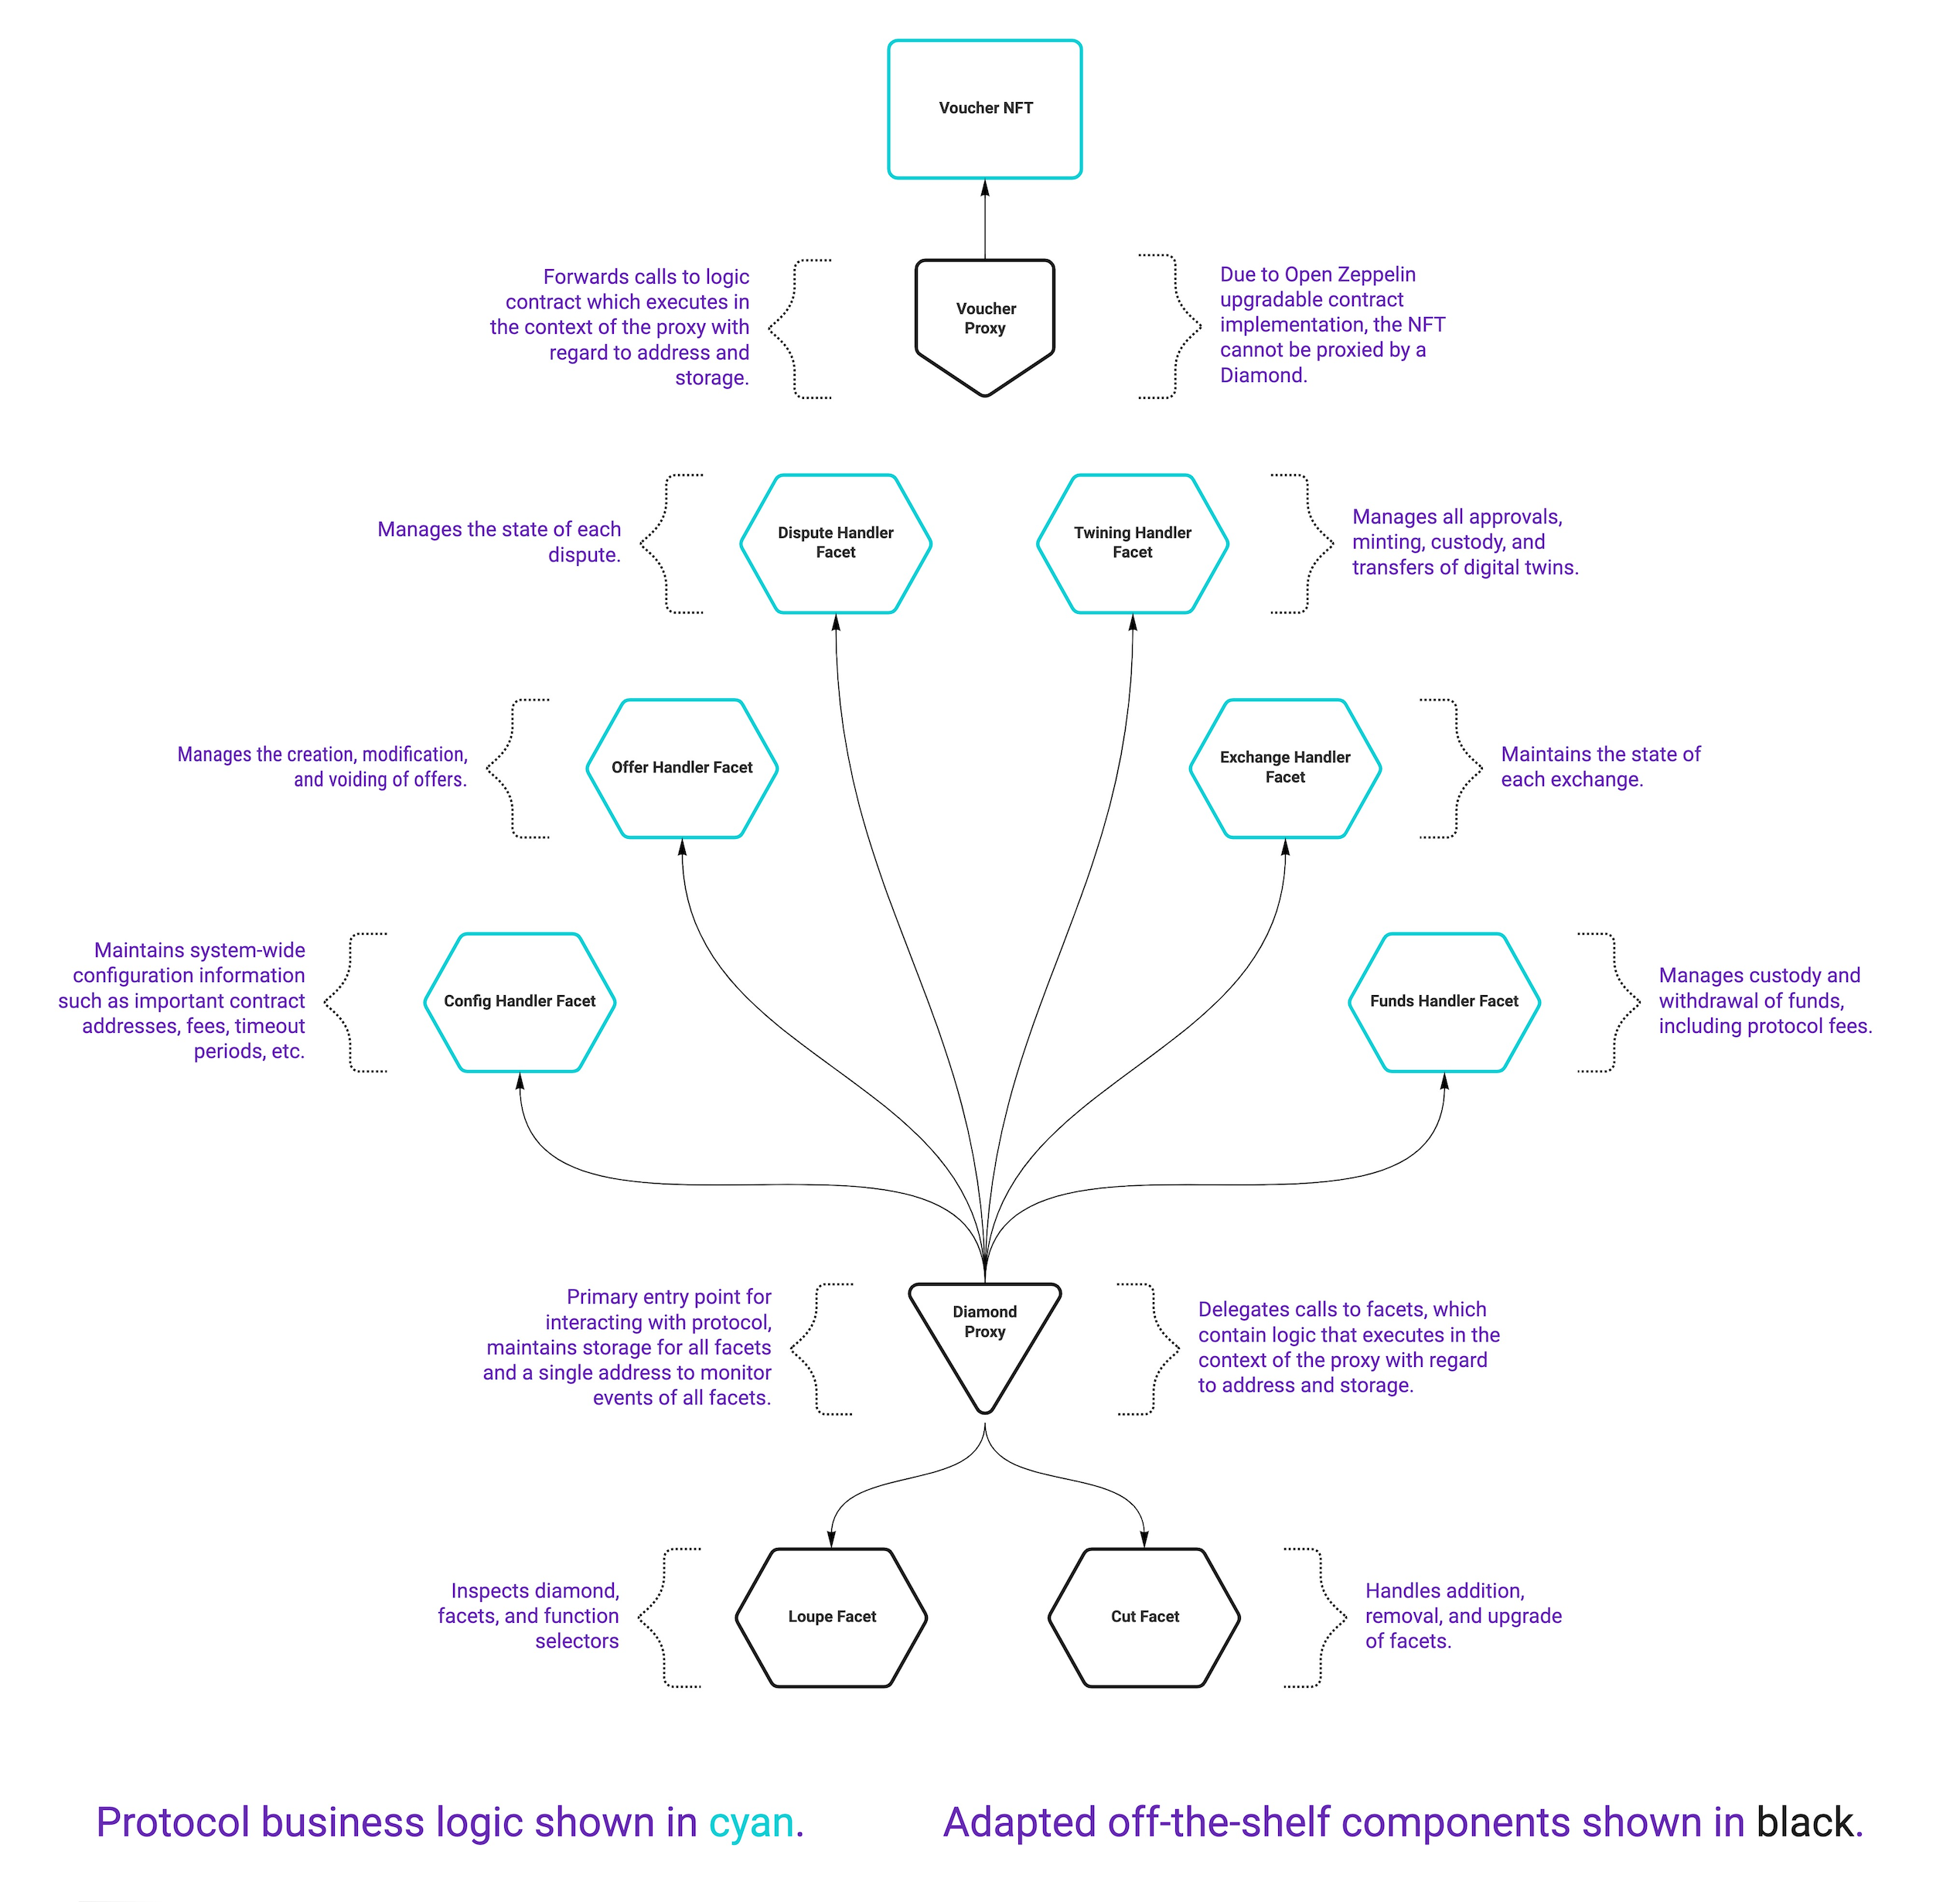 Voucher NFT
Forwards calls to logic
contract which executes in
the context of the proxy with
regard to address and
storage.
Voucher
Proxy
Due to Open Zeppelin
upgradable contract
implementation, the NFT
cannot be proxied by a
Diamond.
Manages the state of each
dispute.
Dispute Handler
Facet
Twining Handler
Facet
Manages all approvals,
minting, custody, and
transfers of digital twins.
Manages the creation, modification,
and voiding of offers.
Offer Handler Facet
Exchange Handler
Facet
Maintains the state of
each exchange.
Maintains system-wide
configuration information
such as important contract
addresses, fees, timeout
periods, etc.
Config Handler Facet
Funds Handler Facet
Manages custody and
withdrawal of funds,
including protocol fees.
Primary entry point for
interacting with protocol,
maintains storage for all facets
and a single address to monitor
events of all facets.
Diamond
Proxy
Delegates calls to facets, which
contain logic that executes in the
context of the proxy with regard
to address and storage.
Inspects diamond,
facets, and function
selectors
Loupe Facet
Cut Facet
Handles addition,
removal, and upgrade
of facets.
Protocol business logic shown in cyan.
Adapted off-the-shelf components shown in black.